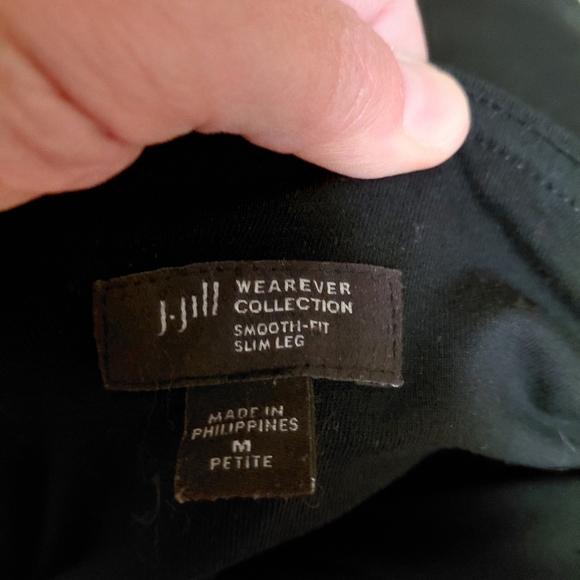 J.Jill
WEAREVER
COLLECTION
SMOOTH-FIT
SLIM LEG
MADE IN
PHILIPPINES
M
PETITE